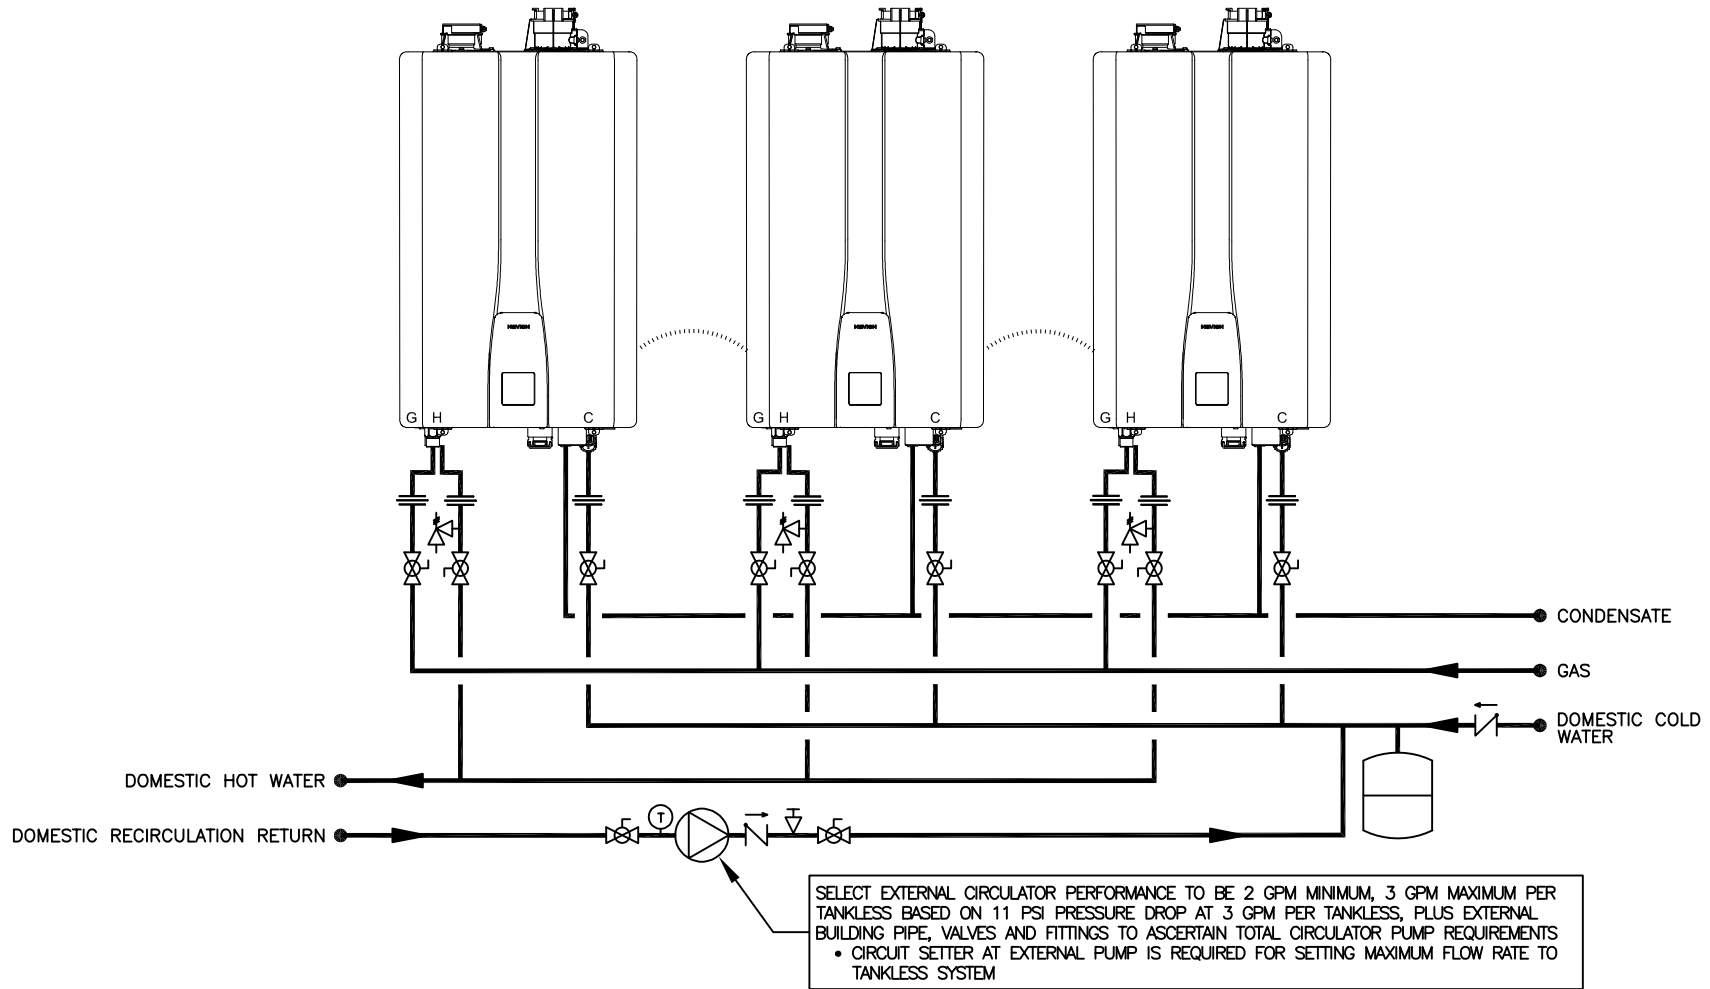 NAVIEN NAVIEN NAVIEN
G H C G H C G H C
CONDENSATE
GAS
DOMESTIC COLD
WATER
DOMESTIC HOT WATER
T
DOMESTIC RECIRCULATION RETURN
SELECT EXTERNAL CIRCULATOR PERFORMANCE TO BE 2 GPM MINIMUM, 3 GPM MAXIMUM PER
TANKLESS BASED ON 11 PSI PRESSURE DROP AT 3 GPM PER TANKLESS, PLUS EXTERNAL
BUILDING PIPE, VALVES AND FITTINGS TO ASCERTAIN TOTAL CIRCULATOR PUMP REQUIREMENTS
• CIRCUIT SETTER AT EXTERNAL PUMP IS REQUIRED FOR SETTING MAXIMUM FLOW RATE TO
TANKLESS SYSTEM